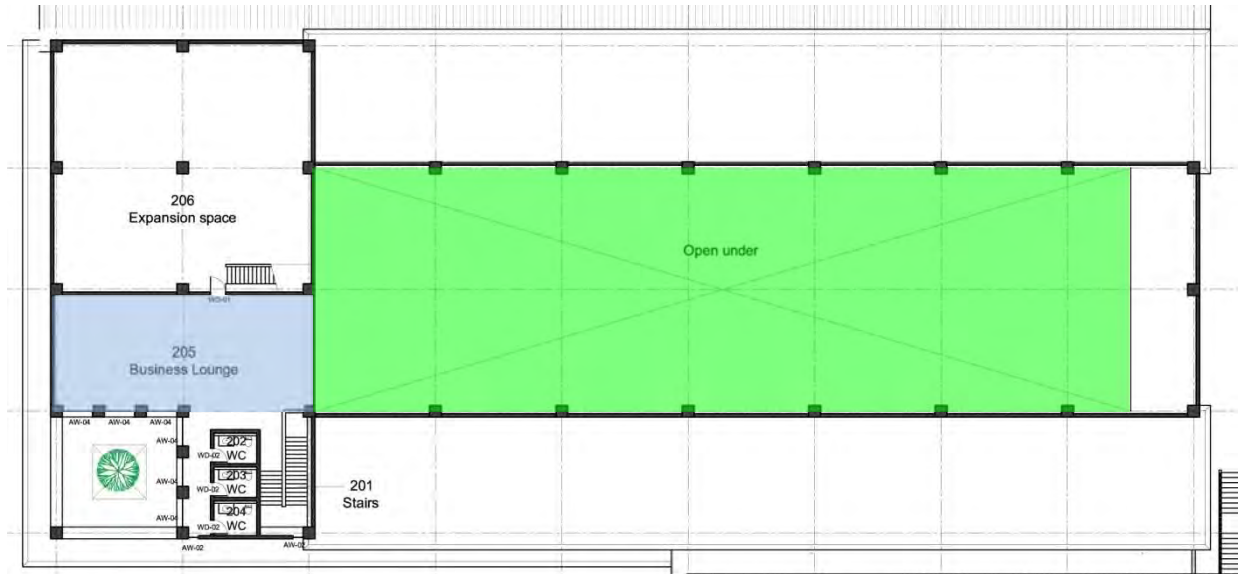 206
Expansion space
Open under
WD-01
205
Business Lounge
AW-04 AW-04 AW-04
AW-04
202
WC
WD-02
203
WC
WD-02
AW-04
201
Stairs
204
WC
WD-02
AW-04
AW-02
AW-02